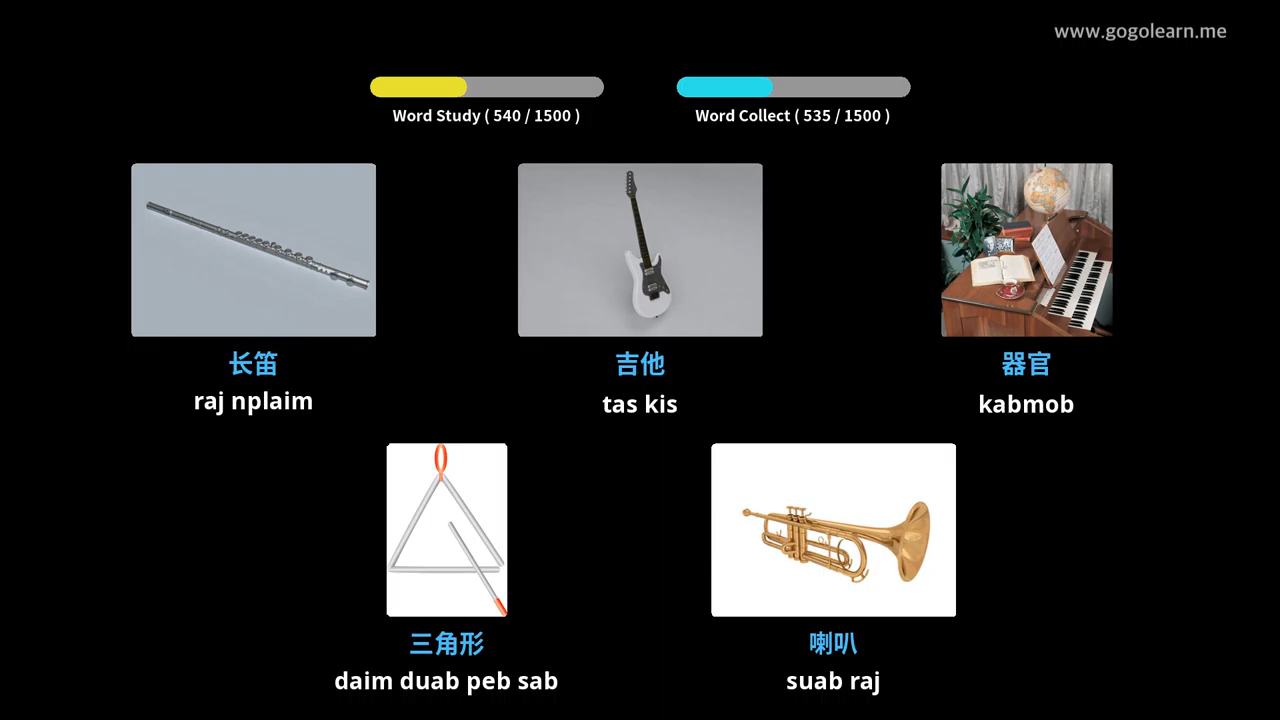 www.gogolearn.me
Word Study ( 540 / 1500 )
Word Collect ( 535 / 1500 )
长笛
raj nplaim
吉他
tas kis
器官
kabmob
三角形
daim duab peb sab
喇叭
suab raj